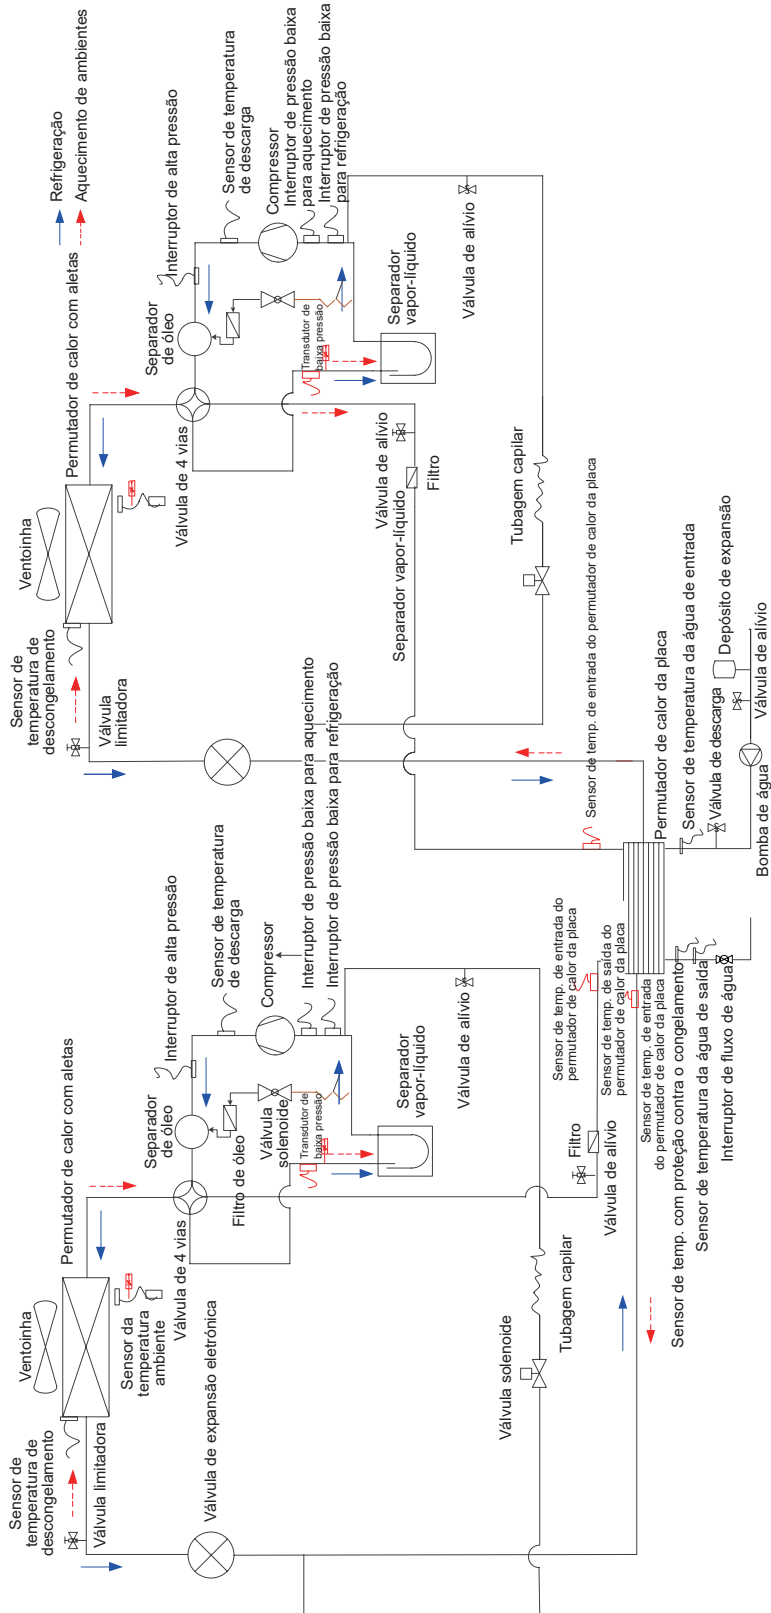 Refrigeração
Aquecimento de ambientes
Permutador de calor com aletas
Interruptor de alta pressão
Sensor de temperatura
de descarga
Compressor
Interruptor de pressão baixa
para aquecimento
Interruptor de pressão baixa
para refrigeração
Separador
de óleo
Transdutor de
baixa pressão
Separador
vapor-líquido
Válvula de alívio
Ventoinha
Válvula de 4 vias
Válvula de alívio
Filtro
Separador vapor-líquido
Tubagem capilar
Sensor de
temperatura de
descongelamento
Válvula
limitadora
Sensor de temp. de entrada do permutador de calor da placa
Permutador de calor da placa
Sensor de temperatura da água de entrada
Válvula de descarga
Depósito de expansão
Válvula de alívio
Bomba de água
Permutador de calor com aletas
Interruptor de alta pressão
Sensor de temperatura
de descarga
Compressor
Interruptor de pressão baixa para aquecimento
Interruptor de pressão baixa para refrigeração
Separador
de óleo
Filtro de óleo
Válvula
solenoide
Transdutor de
baixa pressão
Separador
vapor-líquido
Válvula de alívio
Ventoinha
Sensor da
temperatura
ambiente
Válvula de 4 vias
Válvula de expansão eletrónica
Sensor de
temperatura de
descongelamento
Válvula limitadora
Válvula solenoide
Tubagem capilar
Filtro
Válvula de alívio
Sensor de temp. de entrada do
permutador de calor da placa
Sensor de temp. de saída do
permutador de calor da placa
Sensor de temp. de entrada
do permutador de calor da placa
Sensor de temp. com proteção contra o congelamento
Sensor de temperatura da água de saída
Interruptor de fluxo de água